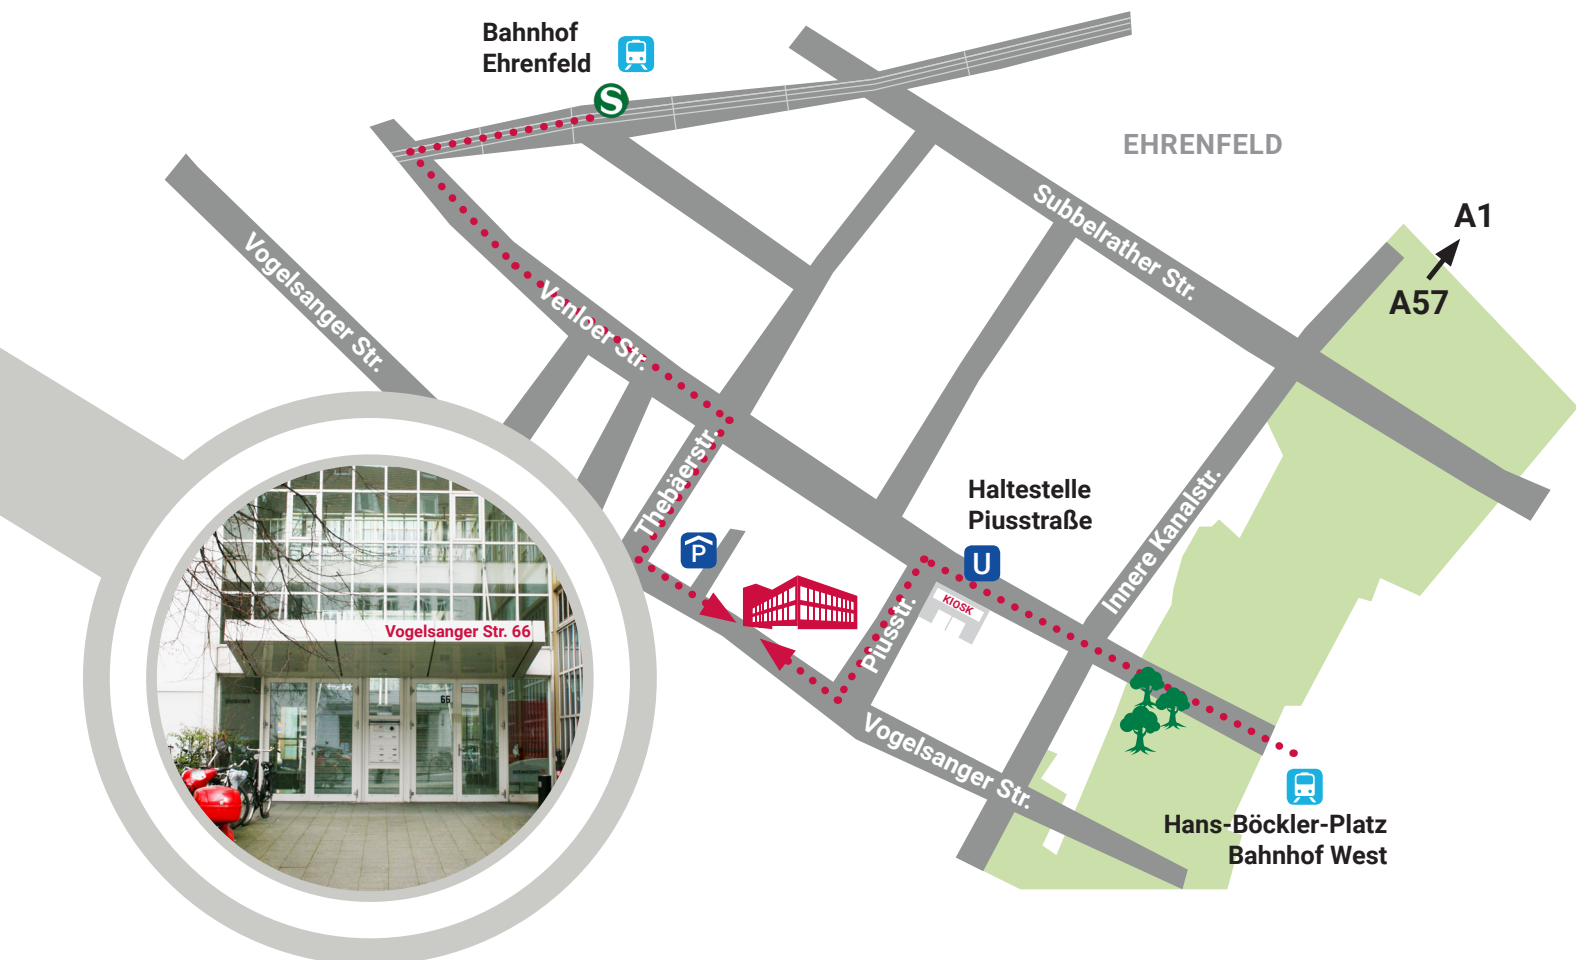 Bahnhof
Ehrenfeld
S
EHRENFELD
A1
A57
Subbelrather Str.
Vogelsanger Str.
Venloer Str.
Thebäerstr.
P
Haltestelle
Piusstraße
U
KIOSK
Piusstr.
Innere Kanalstr.
Vogelsanger Str. 66
66
Vogelsanger Str.
Hans-Böckler-Platz
Bahnhof West